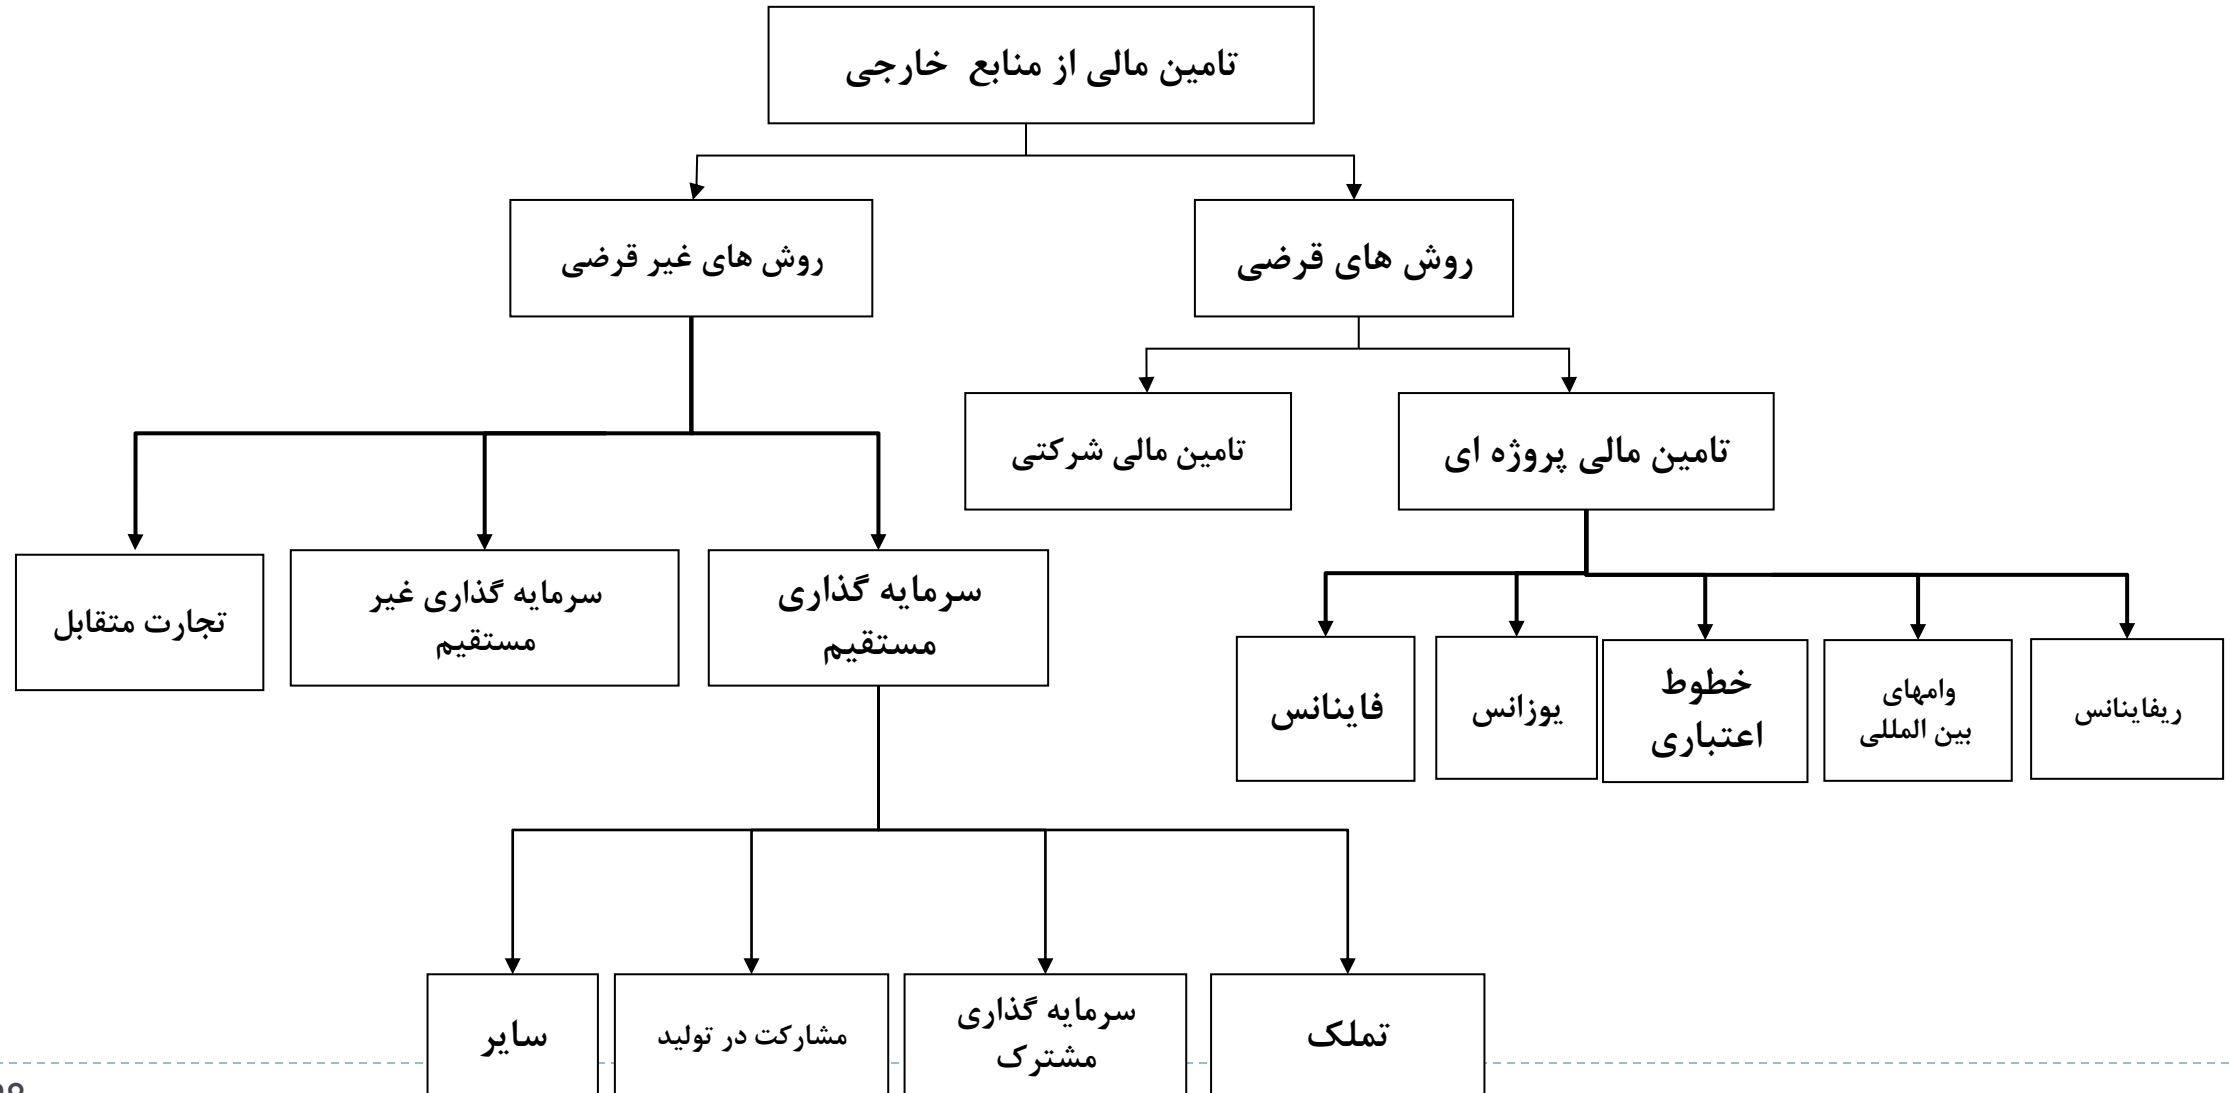 تامین مالی از منابع خارجی
روش های قرضی
روش های غیر قرضی
تامین مالی پروژه ای
تامین مالی شرکتی
سرمایه گذاری
مستقیم
سرمایه گذاری غیر
مستقیم
تجارت متقابل
ریفاینانس
وامهای
بین المللی
خطوط
اعتباری
یوزانس
فاینانس
تملک
سرمایه گذاری
مشترک
مشارکت در تولید
سایر